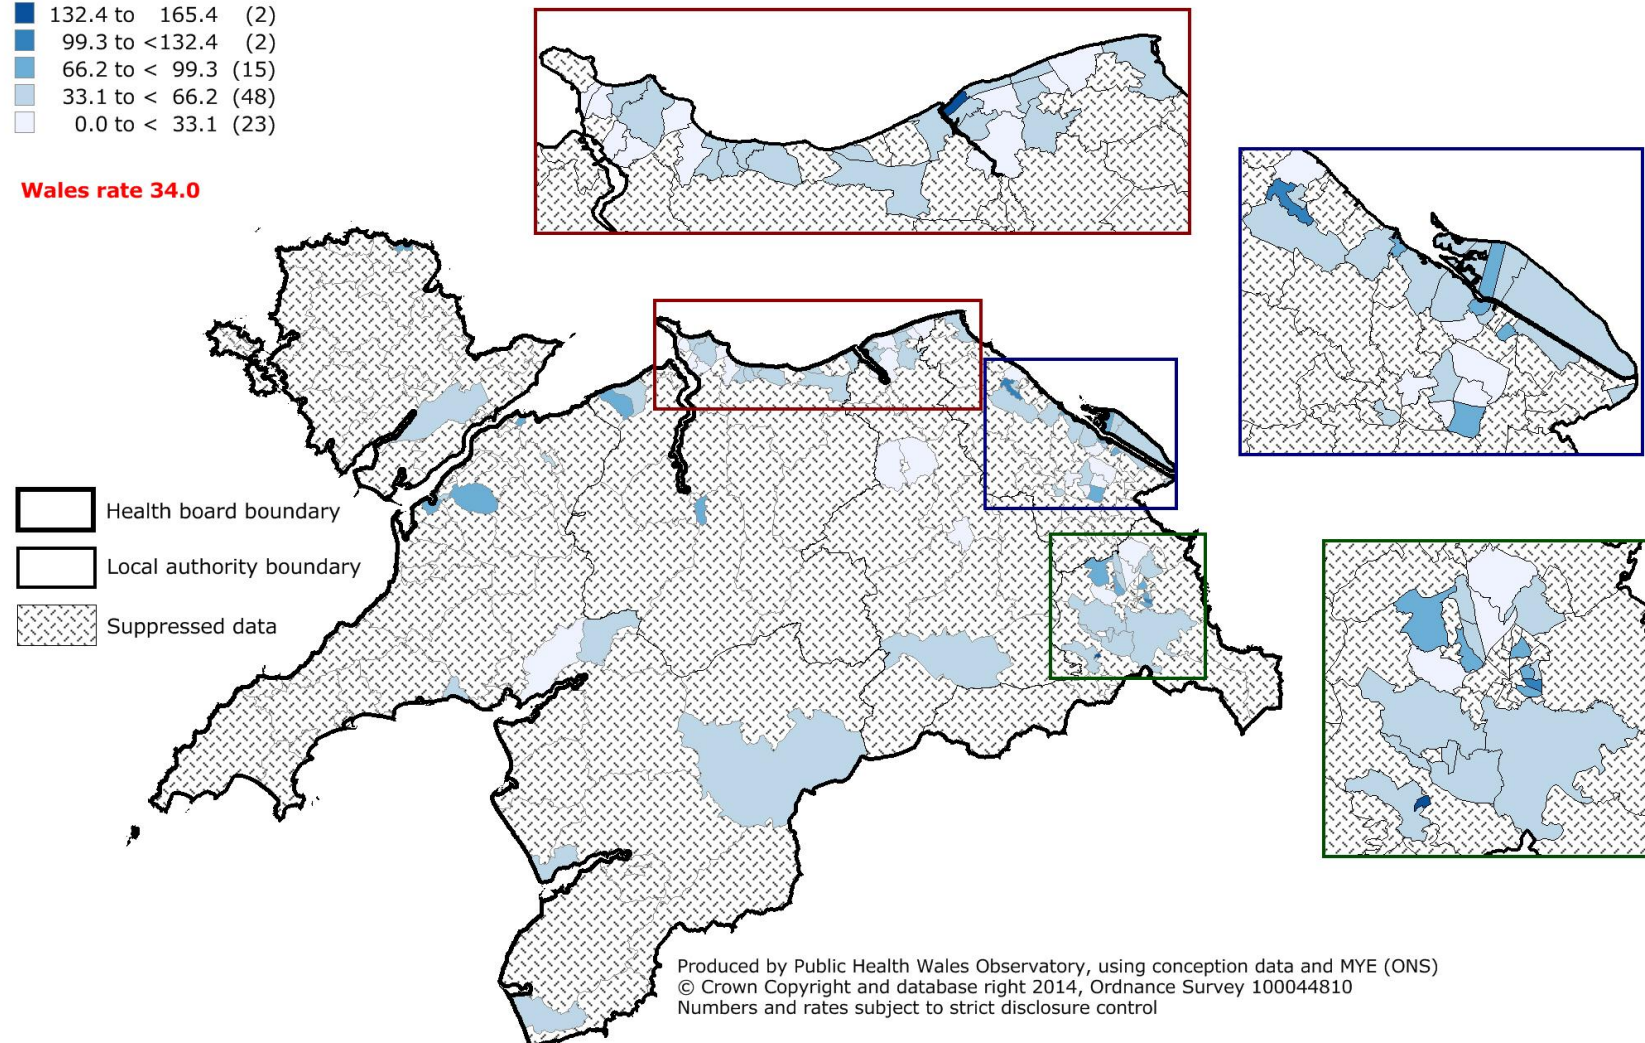 132.4 to 165.4 (2)
99.3 to <132.4 (2)
66.2 to < 99.3 (15)
33.1 to < 66.2 (48)
0.0 to < 33.1 (23)
Wales rate 34.0
Health board boundary
Local authority boundary
Suppressed data
Produced by Public Health Wales Observatory, using conception data and MYE (ONS)
© Crown Copyright and database right 2014, Ordnance Survey 100044810
Numbers and rates subject to strict disclosure control